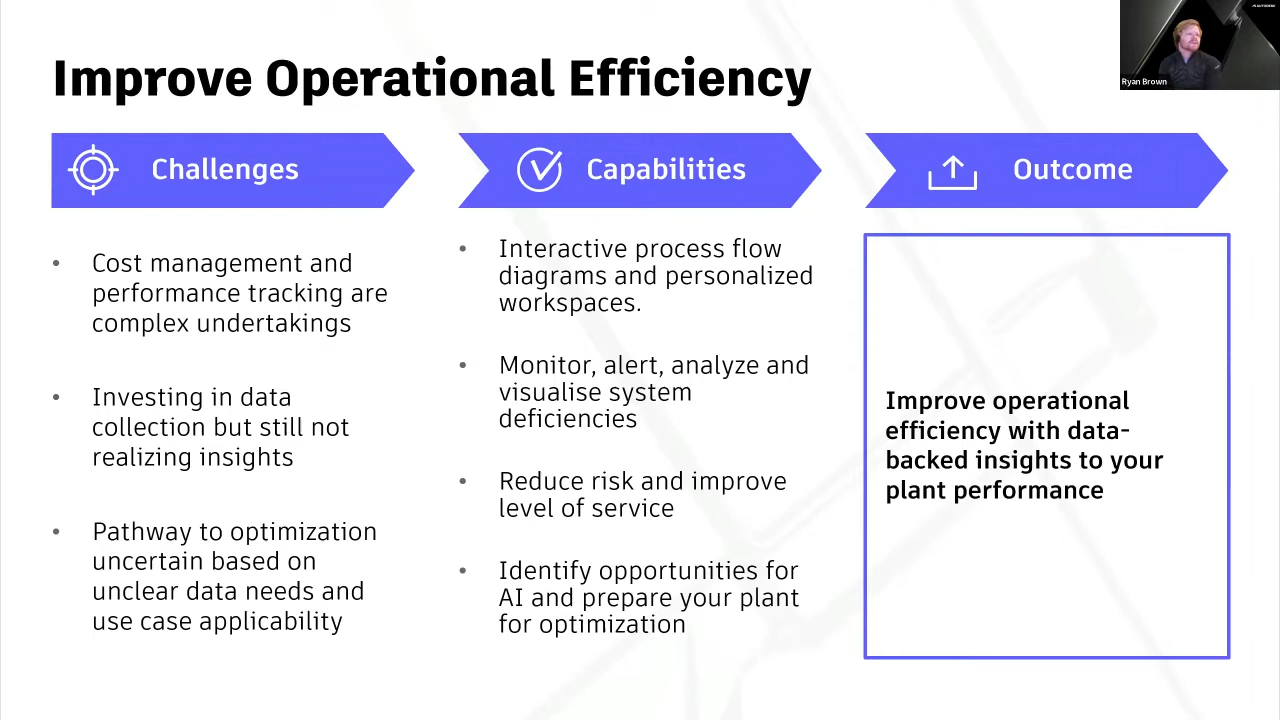 Improve Operational Efficiency
AUTODESK
Ryan Brown
Challenges
Capabilities
Outcome
• Cost management and
performance tracking are
complex undertakings
• Investing in data
collection but still not
realizing insights
• Pathway to optimization
uncertain based on
unclear data needs and
use case applicability
• Interactive process flow
diagrams and personalized
workspaces.
• Monitor, alert, analyze and
visualise system
deficiencies
• Reduce risk and improve
level of service
• Identify opportunities for
AI and prepare your plant
for optimization
Improve operational
efficiency with data-
backed insights to your
plant performance